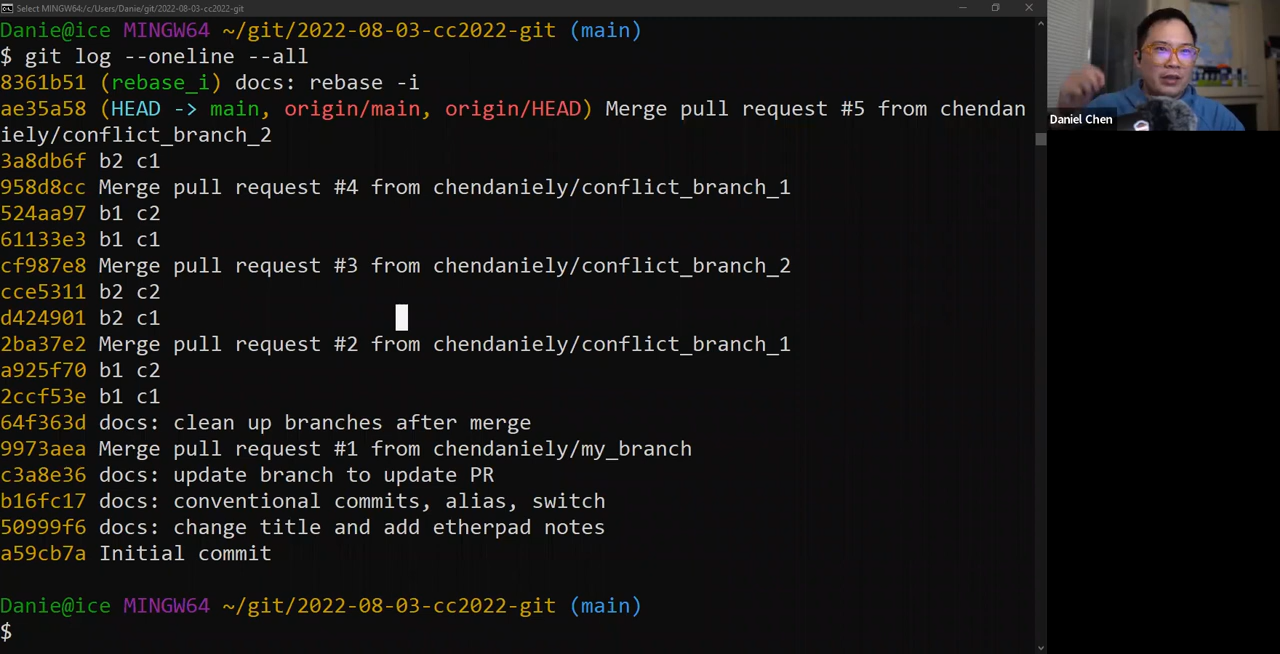 Select MINGW64:/c/Users/Danie/git/2022-08-03-cc2022-git
Danie@ice MINGW64 ~/git/2022-08-03-cc2022-git (main)
$ git log --oneline --all
8361b51 (rebase_i) docs: rebase -i
ae35a58 (HEAD -> main, origin/main, origin/HEAD) Merge pull request #5 from chendan
iely/conflict_branch_2
3a8db6f b2 c1
958d8cc Merge pull request #4 from chendaniely/conflict_branch_1
524aa97 b1 c2
61133e3 b1 c1
cf987e8 Merge pull request #3 from chendaniely/conflict_branch_2
cce5311 b2 c2
d424901 b2 c1
2ba37e2 Merge pull request #2 from chendaniely/conflict_branch_1
a925f70 b1 c2
2ccf53e b1 c1
64f363d docs: clean up branches after merge
9973aea Merge pull request #1 from chendaniely/my_branch
c3a8e36 docs: update branch to update PR
b16fc17 docs: conventional commits, alias, switch
50999f6 docs: change title and add etherpad notes
a59cb7a Initial commit
Danie@ice MINGW64 ~/git/2022-08-03-cc2022-git (main)
$
Daniel Chen